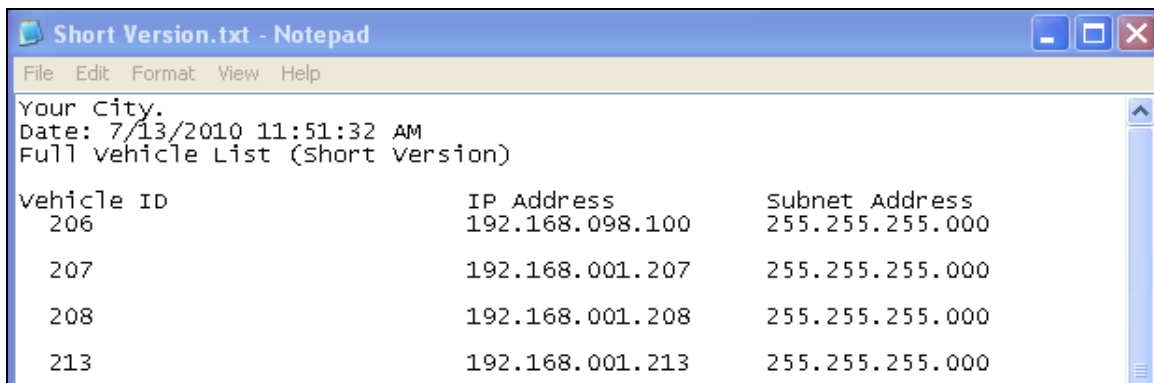 Short Version.txt - Notepad
File Edit Format View Help
Your City.
Date: 7/13/2010 11:51:32 AM
Full Vehicle List (Short Version)
Vehicle ID IP Address Subnet Address
206 192.168.098.100 255.255.255.000
207 192.168.001.207 255.255.255.000
208 192.168.001.208 255.255.255.000
213 192.168.001.213 255.255.255.000